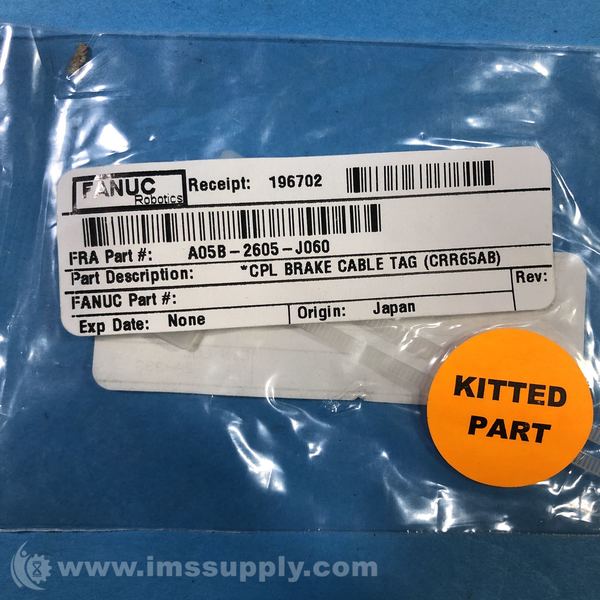 FANUC
Robotics
Receipt: 196702
FRA Part #: A05B-2605-J060
Part Description: *CPL BRAKE CABLE TAG (CRR65AB)
FANUC Part #:
Rev:
Exp Date: None
Origin: Japan
KITTED
PART
www.imssupply.com